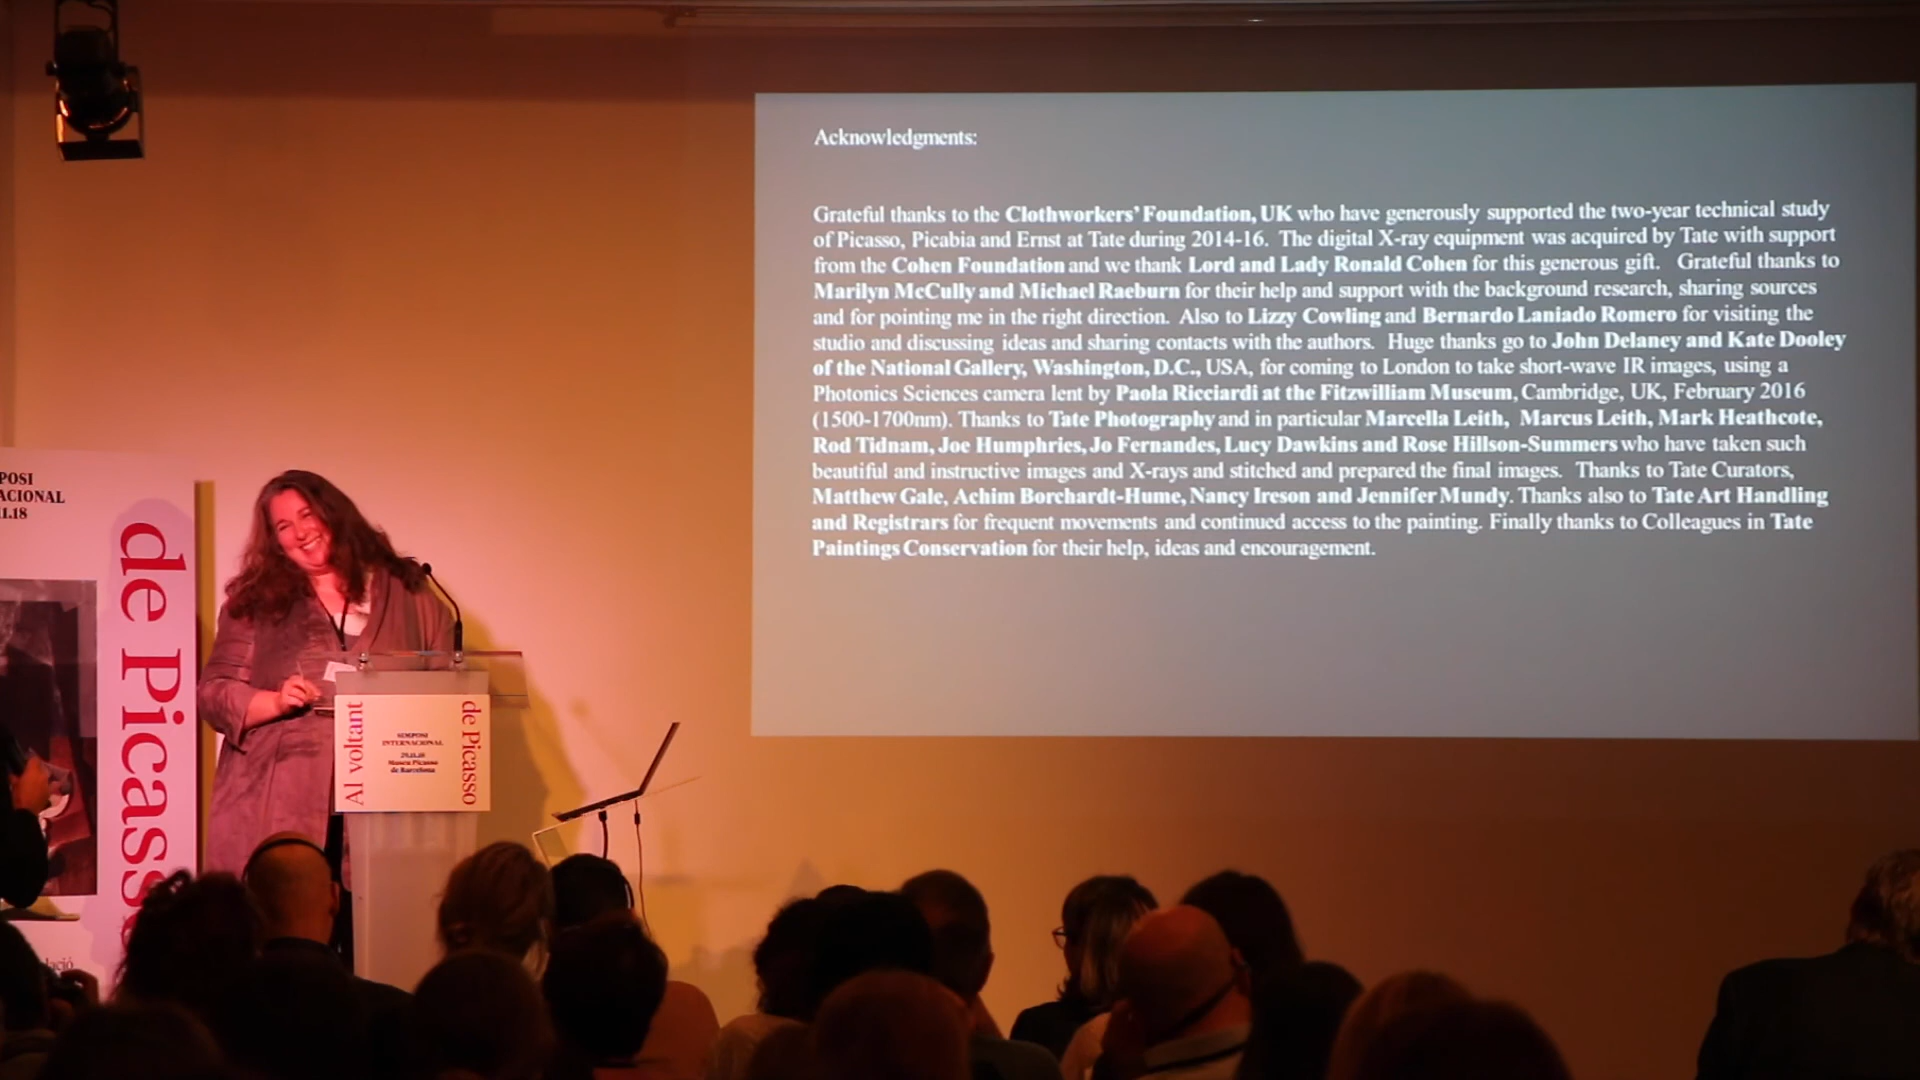 Acknowledgments:
Grateful thanks to the Clothworkers’ Foundation, UK who have generously supported the two-year technical study
of Picasso, Picabia and Ernst at Tate during 2014-16. The digital X-ray equipment was acquired by Tate with support
from the Cohen Foundation and we thank Lord and Lady Ronald Cohen for this generous gift. Grateful thanks to
Marilyn McCully and Michael Raeburn for their help and support with the background research, sharing sources
and for pointing me in the right direction. Also to Lizzy Cowling and Bernardo Laniado Romero for visiting the
studio and discussing ideas and sharing contacts with the authors. Huge thanks go to John Delaney and Kate Dooley
of the National Gallery, Washington, D.C., USA, for coming to London to take short-wave IR images, using a
Photonics Sciences camera lent by Paola Ricciardi at the Fitzwilliam Museum, Cambridge, UK, February 2016
(1500-1700nm). Thanks to Tate Photography and in particular Marcella Leith, Marcus Leith, Mark Heathcote,
Rod Tidnam, Joe Humphries, Jo Fernandes, Lucy Dawkins and Rose Hillson-Summers who have taken such
beautiful and instructive images and X-rays and stitched and prepared the final images. Thanks to Tate Curators,
Matthew Gale, Achim Borchardt-Hume, Nancy Ireson and Jennifer Mundy. Thanks also to Tate Art Handling
and Registrars for frequent movements and continued access to the painting. Finally thanks to Colleagues in Tate
Paintings Conservation for their help, ideas and encouragement.
POSI
ACIONAL
11.18
de Picasso
Al voltant
de Picasso
SIMPOSI
INTERNACIONAL
Museu Picasso
de Barcelona